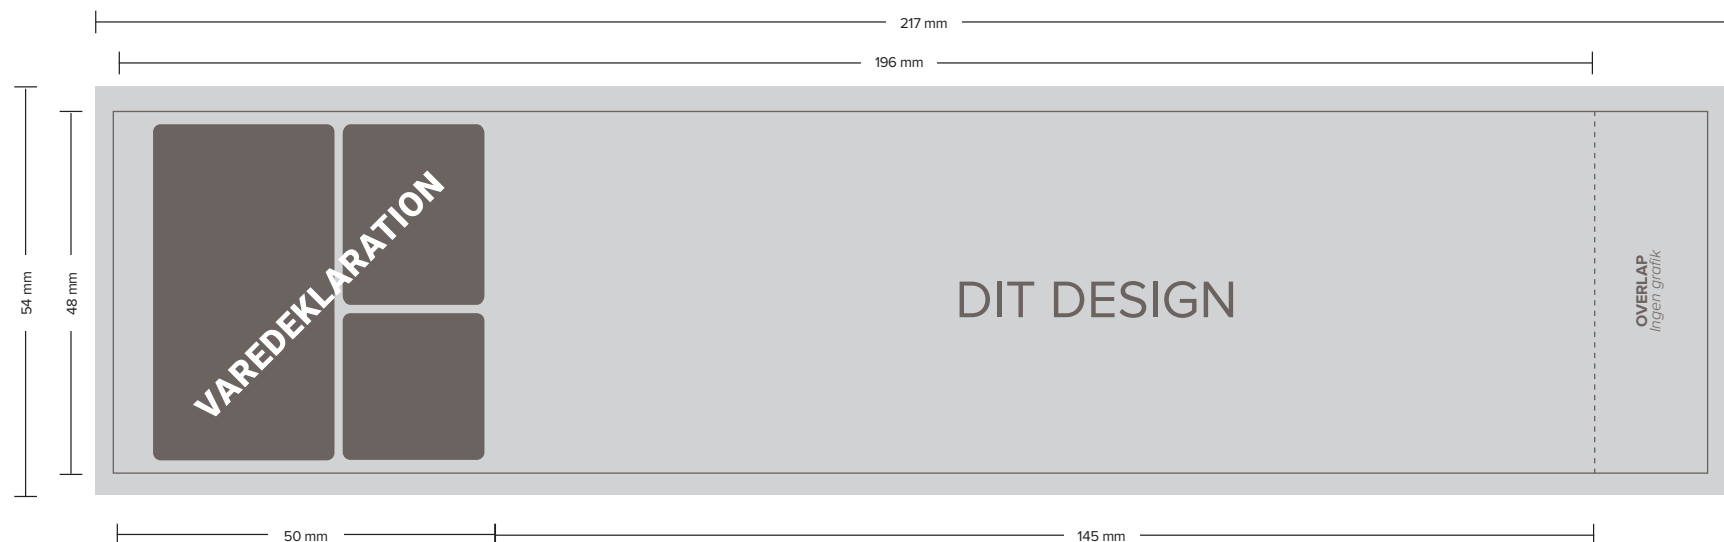 217 mm
196 mm
54 mm
48 mm
VAREDEKLARATION
DIT DESIGN
OVERLAP
Ingen grafik
50 mm
145 mm